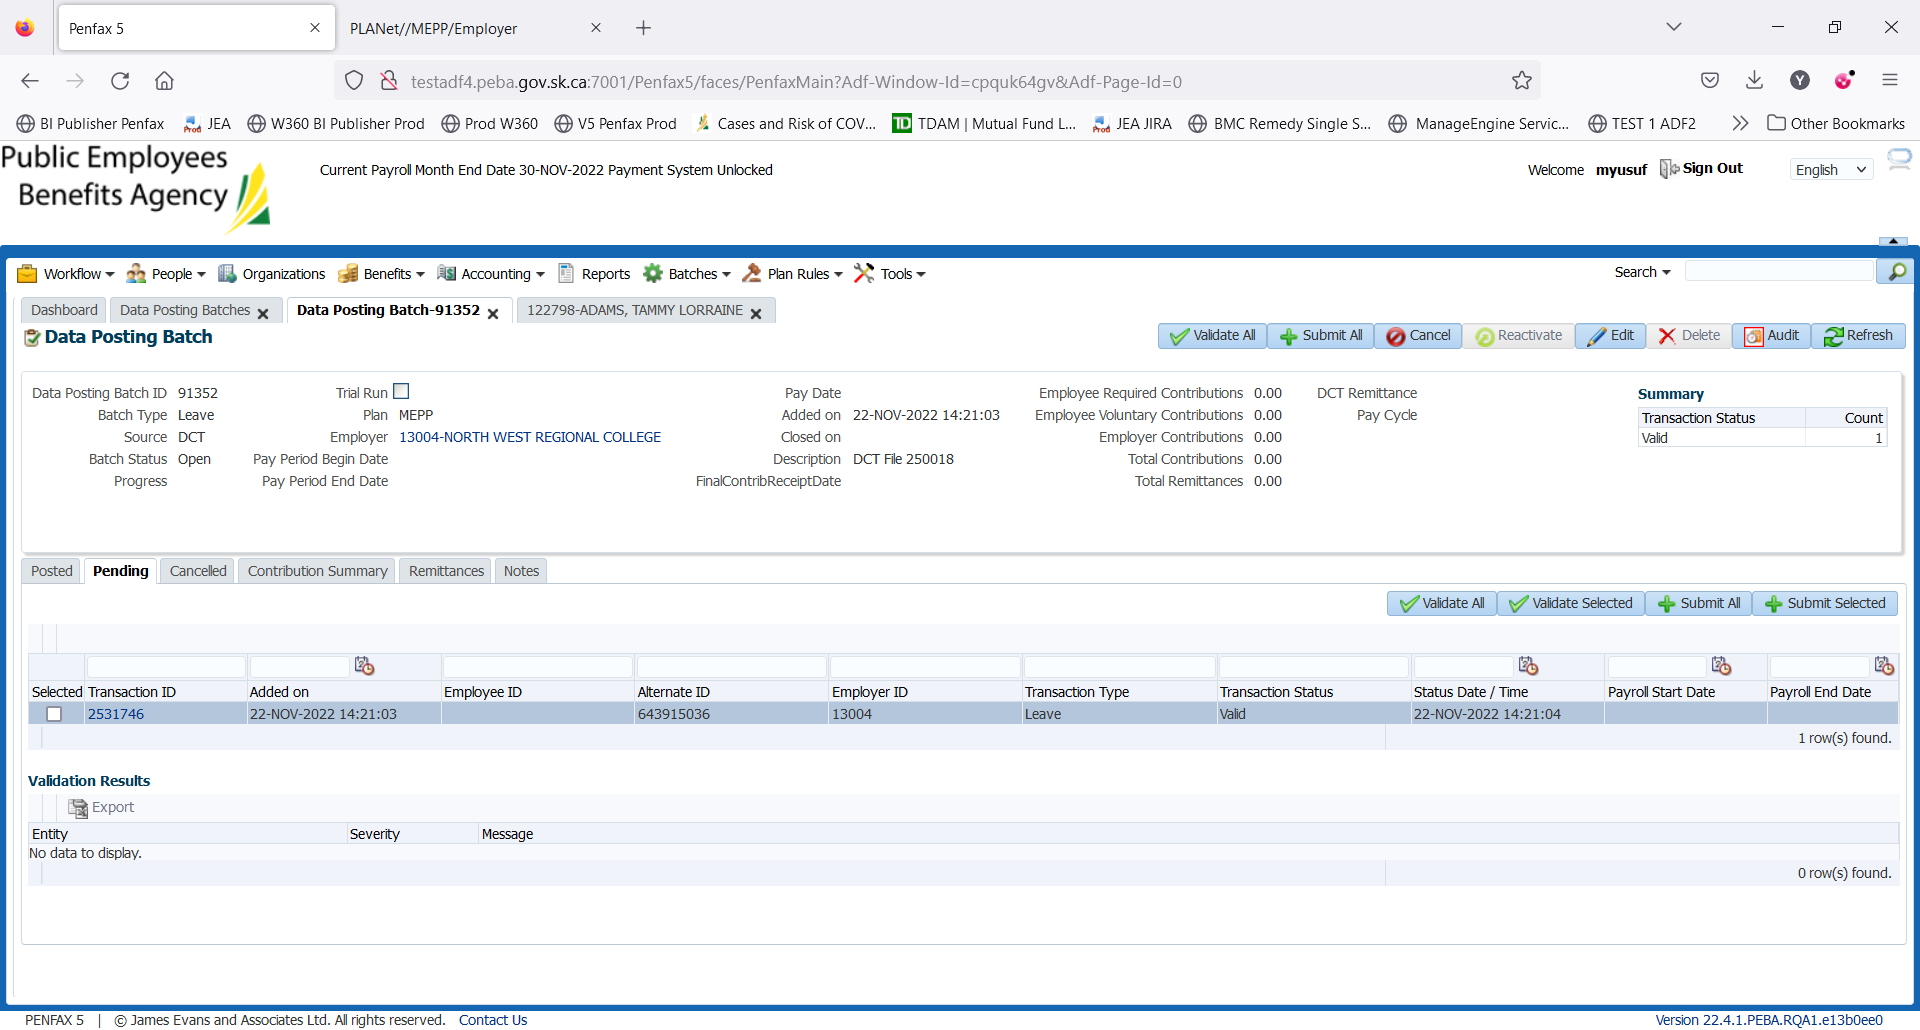 Penfax 5
PLANet//MEPP/Employer
testadf4.peba.gov.sk.ca:7001/Penfax5/faces/PenfaxMain?Adf-Window-Id=cpquk64gv&Adf-Page-Id=0
BI Publisher Penfax JEA W360 BI Publisher Prod Prod W360 V5 Penfax Prod Cases and Risk of COV... TD TDAM | Mutual Fund L... JEA JIRA BMC Remedy Single S... ManageEngine Servic... TEST 1 ADF2 Other Bookmarks
Public Employees
Benefits Agency
Current Payroll Month End Date 30-NOV-2022 Payment System Unlocked
Welcome myusuf Sign Out English
Workflow People Organizations Benefits Accounting Reports Batches Plan Rules Tools Search
Dashboard Data Posting Batches Data Posting Batch-91352 122798-ADAMS, TAMMY LORRAINE
Data Posting Batch
Validate All Submit All Cancel Reactivate Edit Delete Audit Refresh
Data Posting Batch ID 91352 Trial Run Pay Date Employee Required Contributions 0.00 DCT Remittance
Batch Type Leave Plan MEPP Added on 22-NOV-2022 14:21:03 Employee Voluntary Contributions 0.00 Pay Cycle
Source DCT Employer 13004-NORTH WEST REGIONAL COLLEGE Closed on Employer Contributions 0.00
Batch Status Open Pay Period Begin Date Description DCT File 250018 Total Contributions 0.00
Progress Pay Period End Date FinalContribReceiptDate Total Remittances 0.00
Summary
Transaction Status Count
Valid 1
Posted Pending Cancelled Contribution Summary Remittances Notes
Validate All Validate Selected Submit All Submit Selected
Selected Transaction ID Added on Employee ID Alternate ID Employer ID Transaction Type Transaction Status Status Date / Time Payroll Start Date Payroll End Date
2531746 22-NOV-2022 14:21:03 643915036 13004 Leave Valid 22-NOV-2022 14:21:04
1 row(s) found.
Validation Results
Export
Entity Severity Message
No data to display.
0 row(s) found.
PENFAX 5 | © James Evans and Associates Ltd. All rights reserved. Contact Us
Version 22.4.1.PEBA.RQA1.e13b0ee0